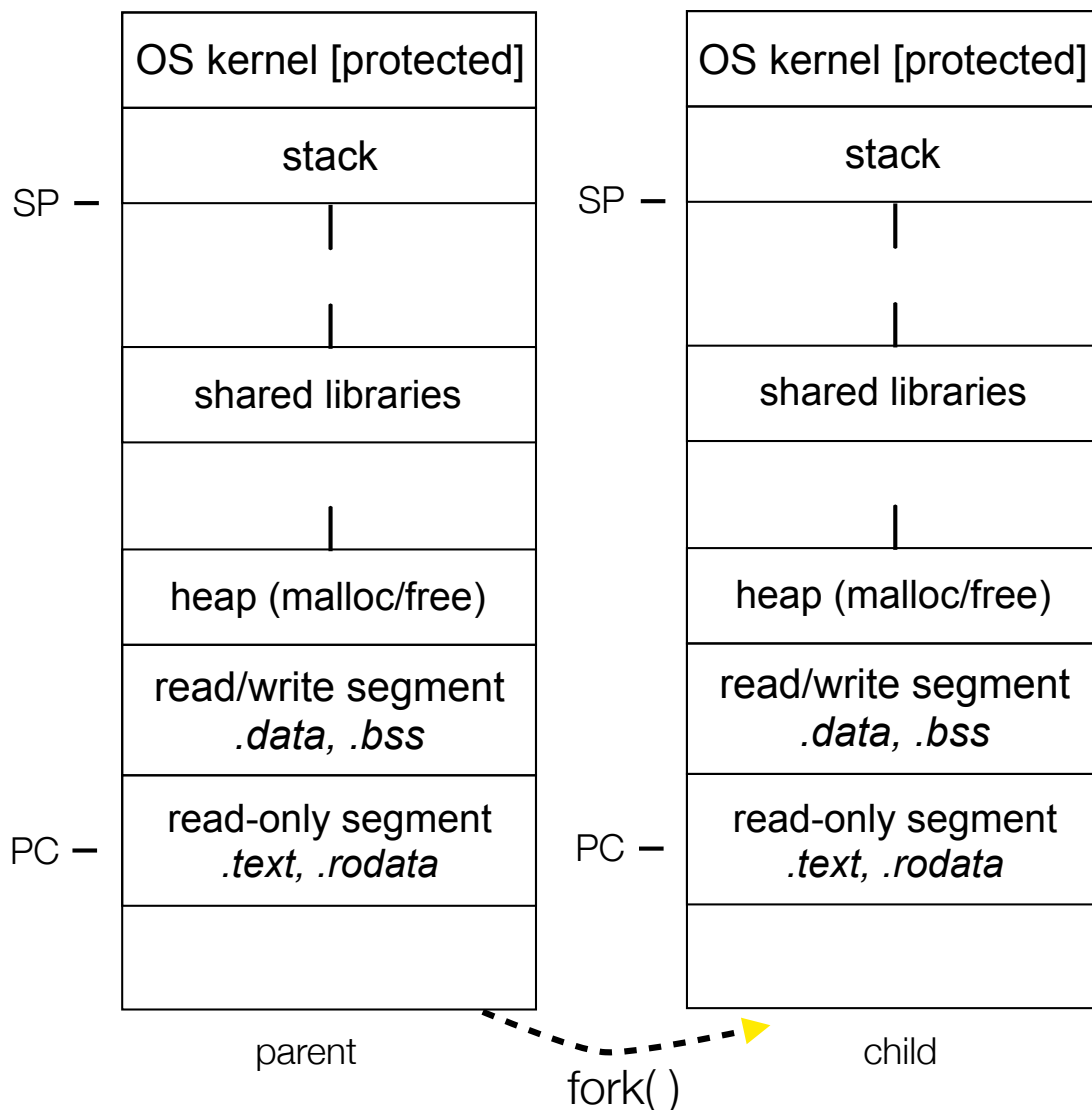 OS kernel [protected]
stack
SP
shared libraries
heap (malloc/free)
read/write segment
.data, .bss
read-only segment
.text, .rodata
PC
parent
OS kernel [protected]
stack
SP
shared libraries
heap (malloc/free)
read/write segment
.data, .bss
read-only segment
.text, .rodata
PC
child
fork( )